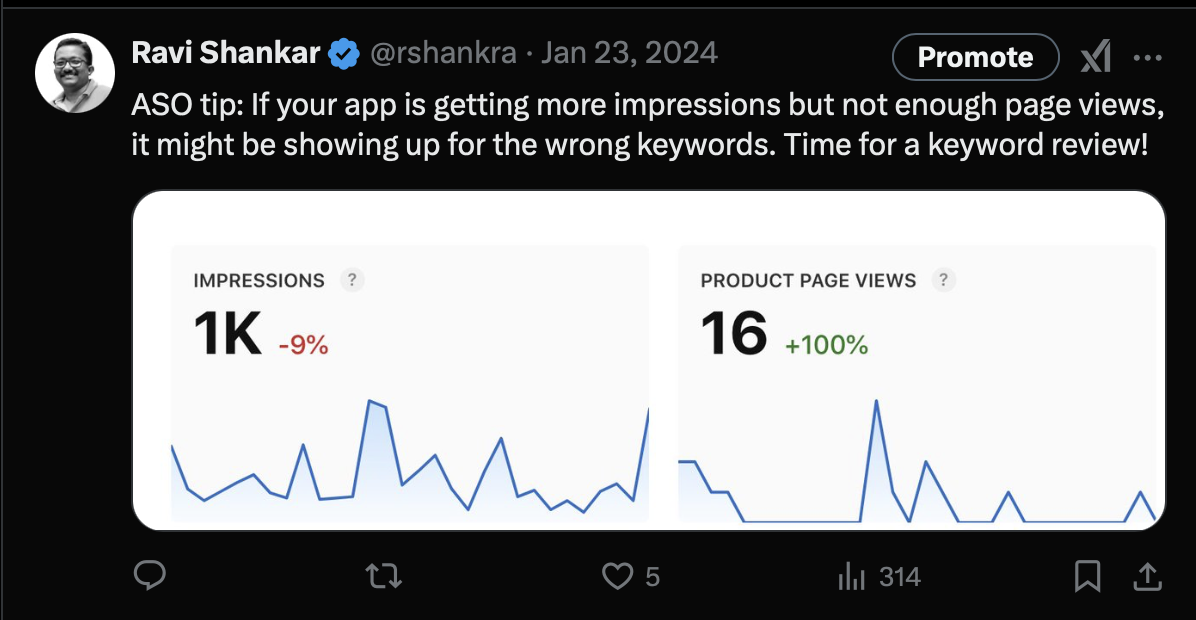 Ravi Shankar @rshankra · Jan 23, 2024
Promote
ASO tip: If your app is getting more impressions but not enough page views,
it might be showing up for the wrong keywords. Time for a keyword review!
IMPRESSIONS ?
1K -9%
PRODUCT PAGE VIEWS ?
16 +100%
5
314